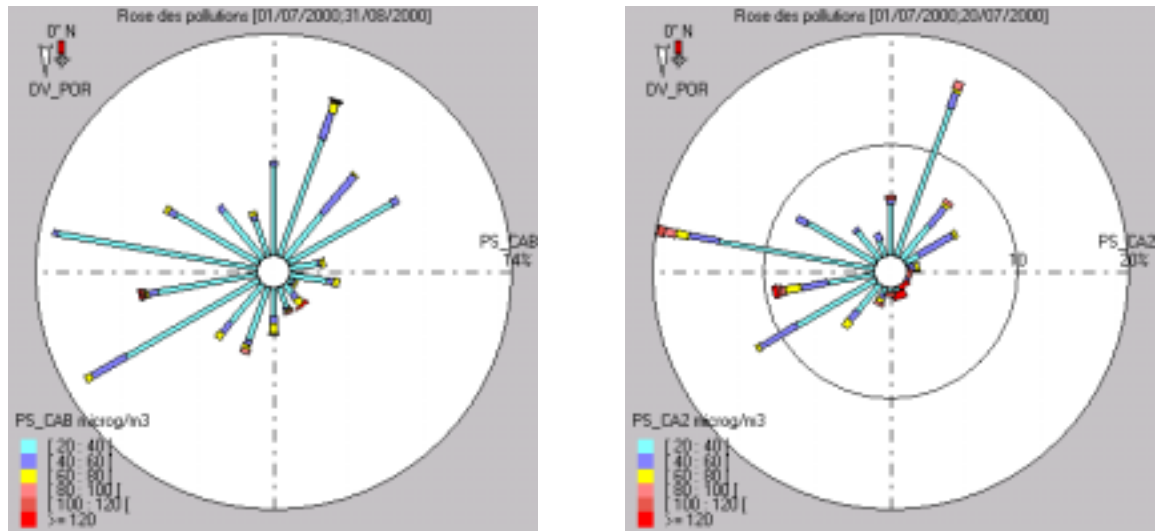 Rose des pollutions [01/07/2000;31/08/2000]
0° N
DV_POR
PS_CAB
14%
PS_CAB microg/m3
[ 20 : 40 [
[ 40 : 60 [
[ 60 : 80 [
[ 80 : 100 [
[ 100 : 120 [
>= 120
Rose des pollutions [01/07/2000;20/07/2000]
0° N
DV_POR
PS_CA2
10
20%
PS_CA2 microg/m3
[ 20 : 40 [
[ 40 : 60 [
[ 60 : 80 [
[ 80 : 100 [
[ 100 : 120 [
>= 120